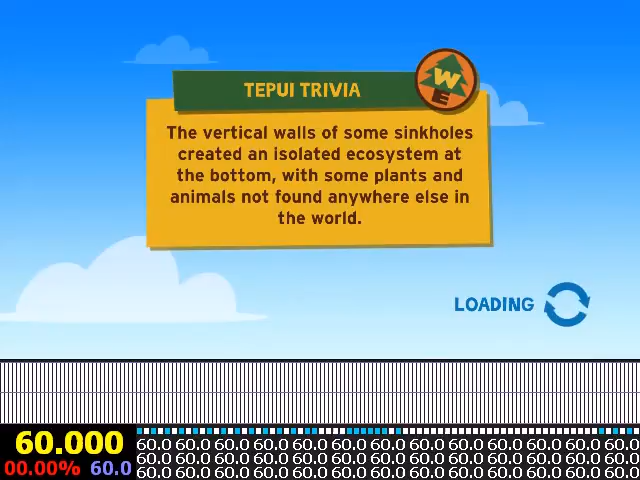 TEPUI TRIVIA
WE
The vertical walls of some sinkholes
created an isolated ecosystem at
the bottom, with some plants and
animals not found anywhere else in
the world.
LOADING
60.000
00.00% 60.0
60.0 60.0 60.0 60.0 60.0 60.0 60.0 60.0 60.0 60.0 60.0 60.0 60.0
60.0 60.0 60.0 60.0 60.0 60.0 60.0 60.0 60.0 60.0 60.0 60.0 60.0
60.0 60.0 60.0 60.0 60.0 60.0 60.0 60.0 60.0 60.0 60.0 60.0 60.0